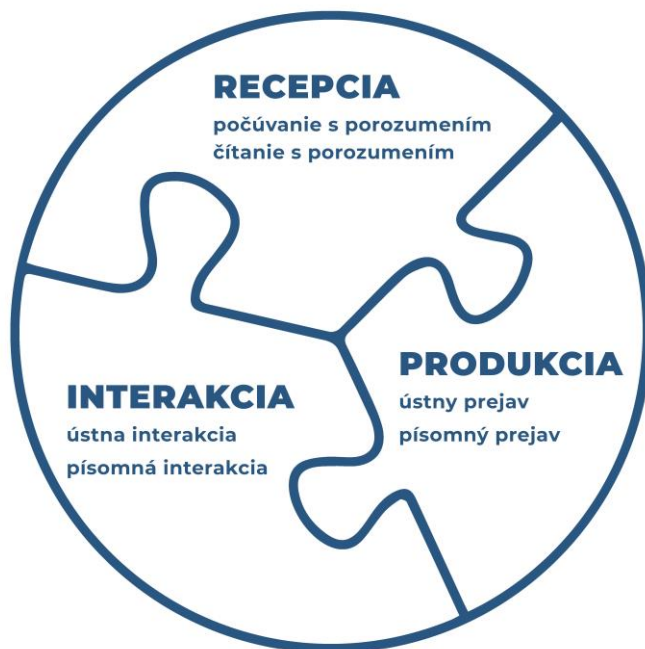 RECEPCIA
počúvanie s porozumením
čítanie s porozumením
PRODUKCIA
ústny prejav
písomný prejav
INTERAKCIA
ústna interakcia
písomná interakcia